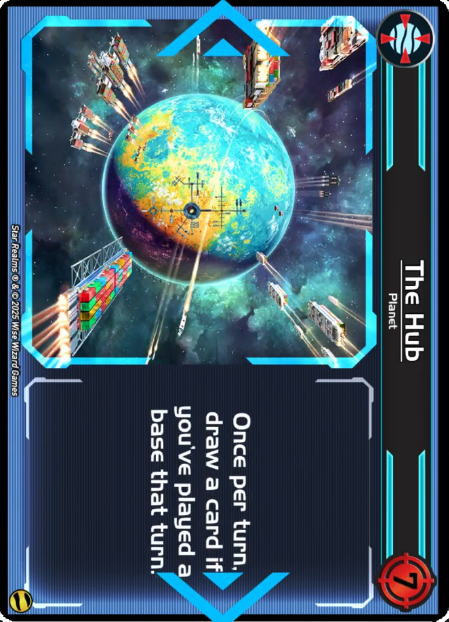 The Hub
Planet
7
Once per turn,
draw a card if
you've played a
base that turn.
Star Realms ® & © 2025 Wise Wizard Games